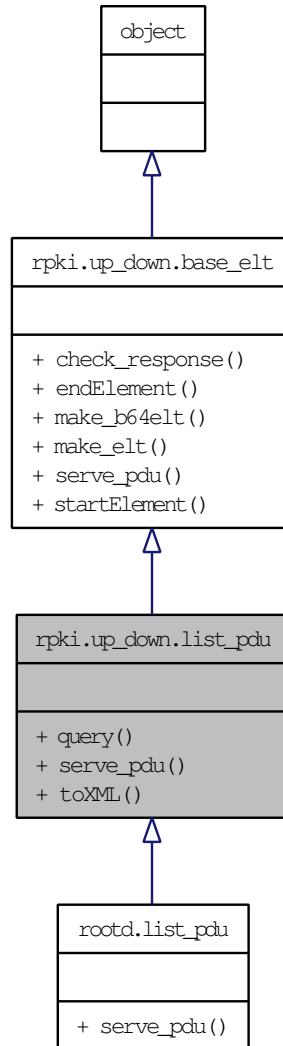 object
rpki.up_down.base_elt
+ check_response()
+ endElement()
+ make_b64elt()
+ make_elt()
+ serve_pdu()
+ startElement()
rpki.up_down.list_pdu
+ query()
+ serve_pdu()
+ toXML()
rootd.list_pdu
+ serve_pdu()